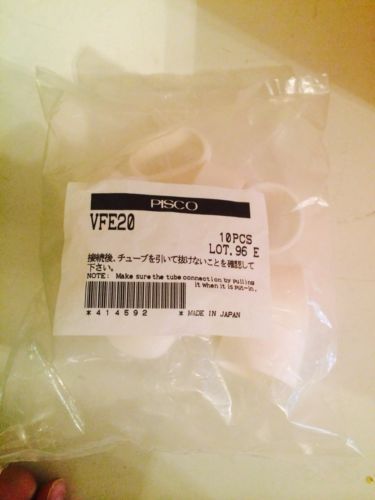 PISCO
VFE20
10PCS
LOT.96 E
接続後、チューブを引いて抜けないことを確認して
下さい。
NOTE: Make sure the tube connection by pulling
it when it is put-in.
*414592 *
MADE IN JAPAN